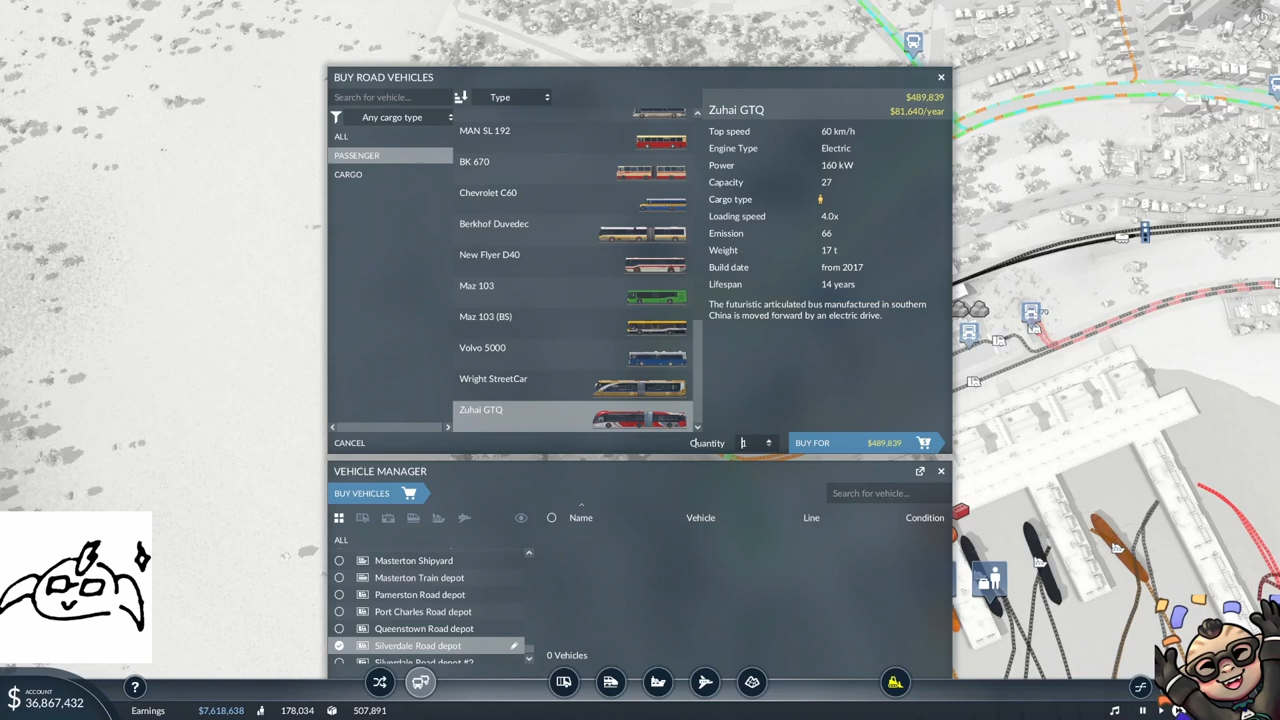 BUY ROAD VEHICLES
Search for vehicle...
Type
Any cargo type
ALL
PASSENGER
CARGO
MAN SL 192
BK 670
Chevrolet C60
Berkhof Duvedec
New Flyer D40
Maz 103
Maz 103 (BS)
Volvo 5000
Wright StreetCar
Zuhai GTQ
$489,839
Zuhai GTQ
$81,640/year
Top speed 60 km/h
Engine Type Electric
Power 160 kW
Capacity 27
Cargo type
Loading speed 4.0x
Emission 66
Weight 17 t
Build date from 2017
Lifespan 14 years
The futuristic articulated bus manufactured in southern
China is moved forward by an electric drive.
CANCEL
Quantity 1
BUY FOR $489,839
VEHICLE MANAGER
BUY VEHICLES
Search for vehicle...
Name Vehicle Line Condition
ALL
Masterton Shipyard
Masterton Train depot
Pamerston Road depot
Port Charles Road depot
Queenstown Road depot
Silverdale Road depot
Silverdale Road depot #2
0 Vehicles
70
$ ACCOUNT
36,867,432
?
Earnings $7,618,638 178,034 507,891